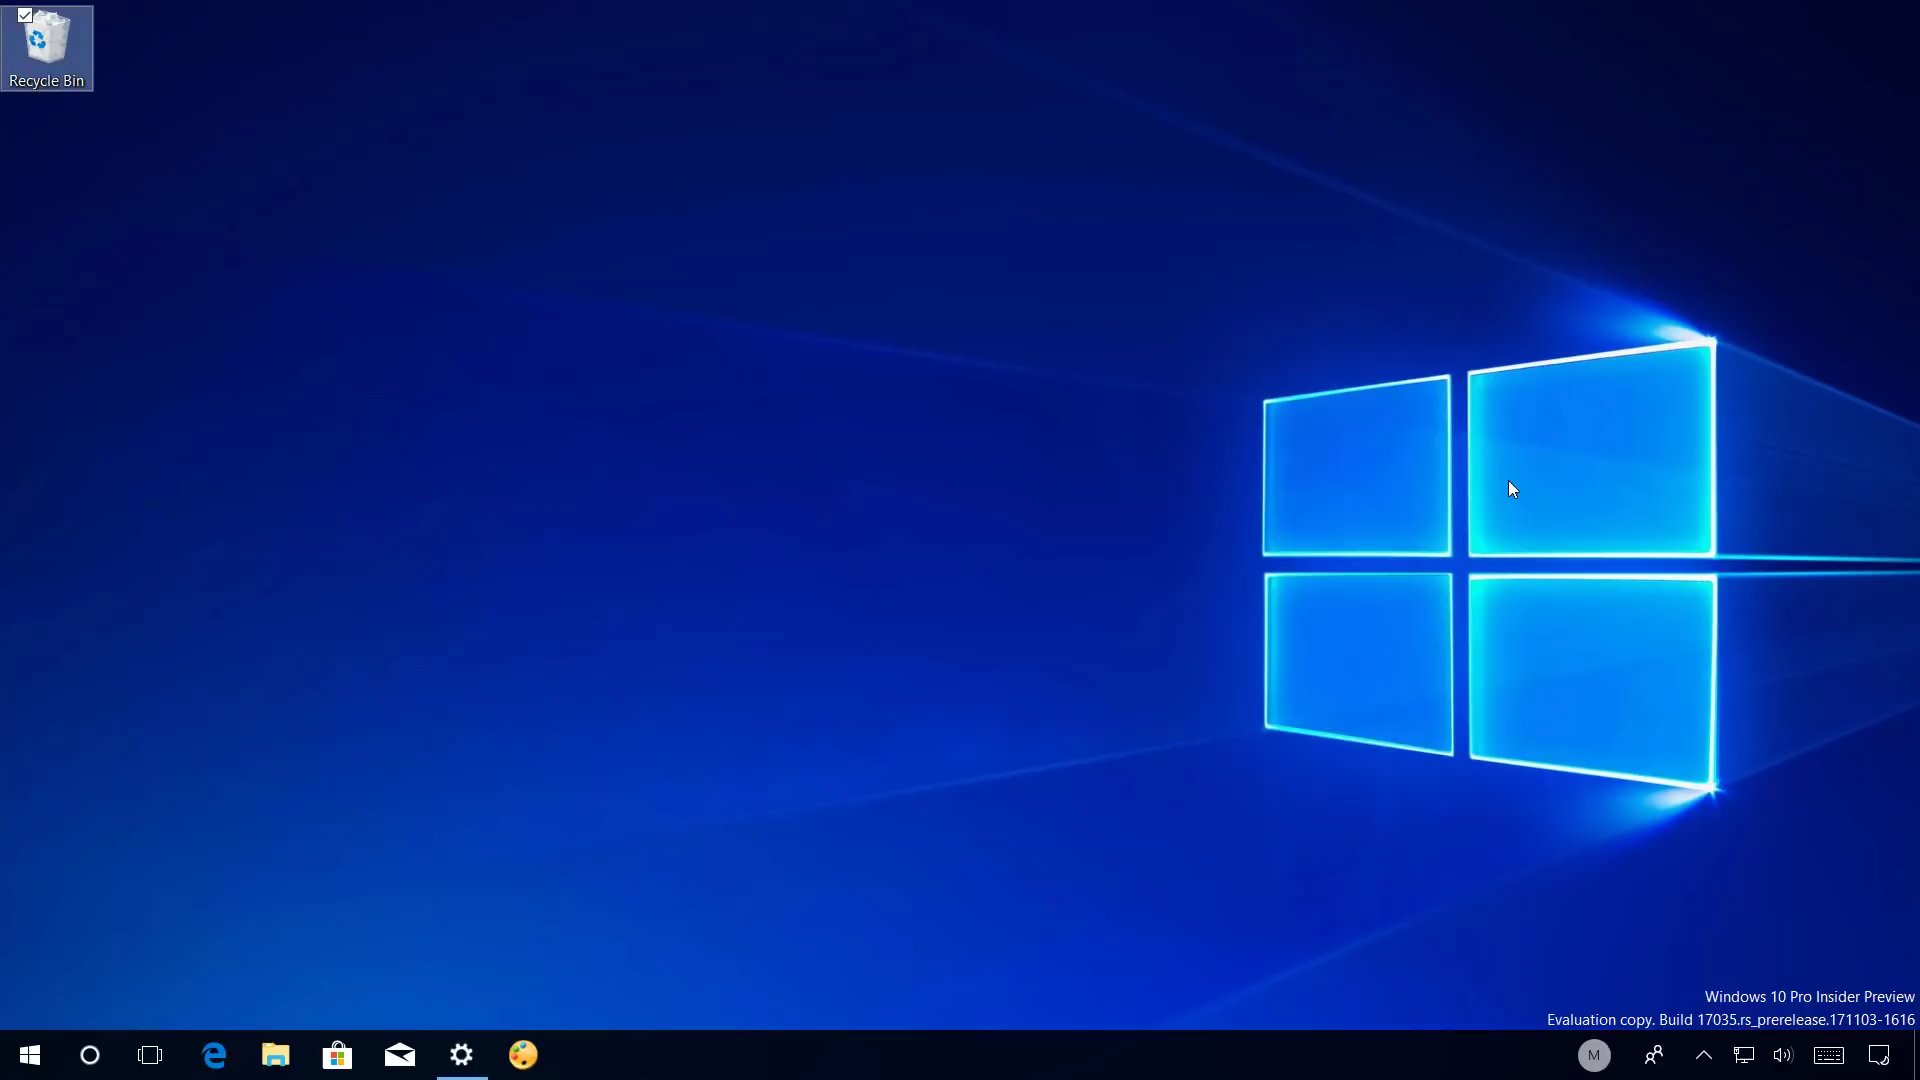 Recycle Bin
Windows 10 Pro Insider Preview
Evaluation copy. Build 17035.rs_prerelease.171103-1616
M